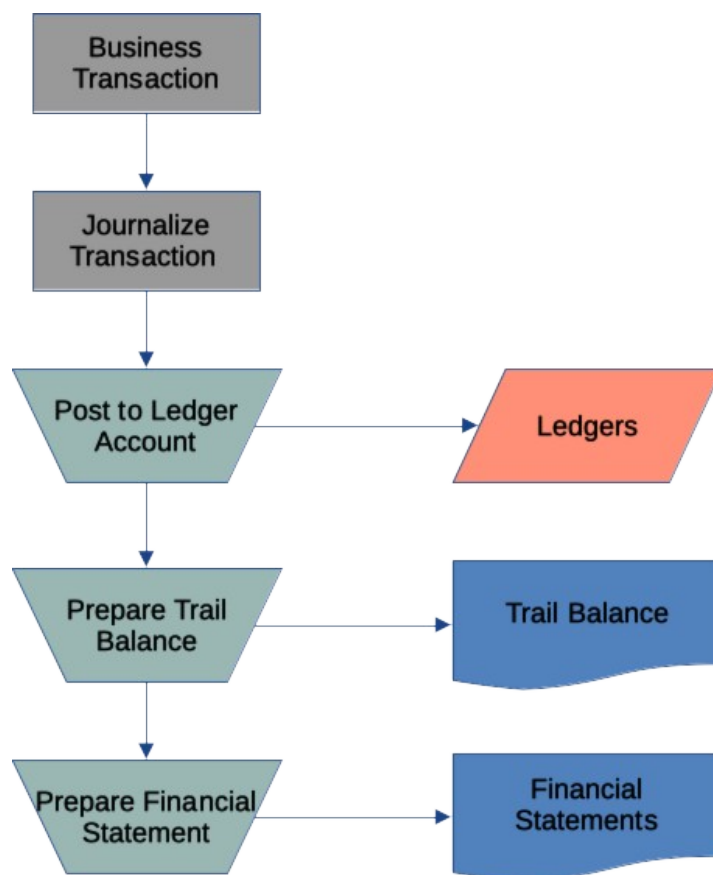 Business
Transaction
Journalize
Transaction
Post to Ledger
Account
Ledgers
Prepare Trail
Balance
Trail Balance
Prepare Financial
Statement
Financial
Statements